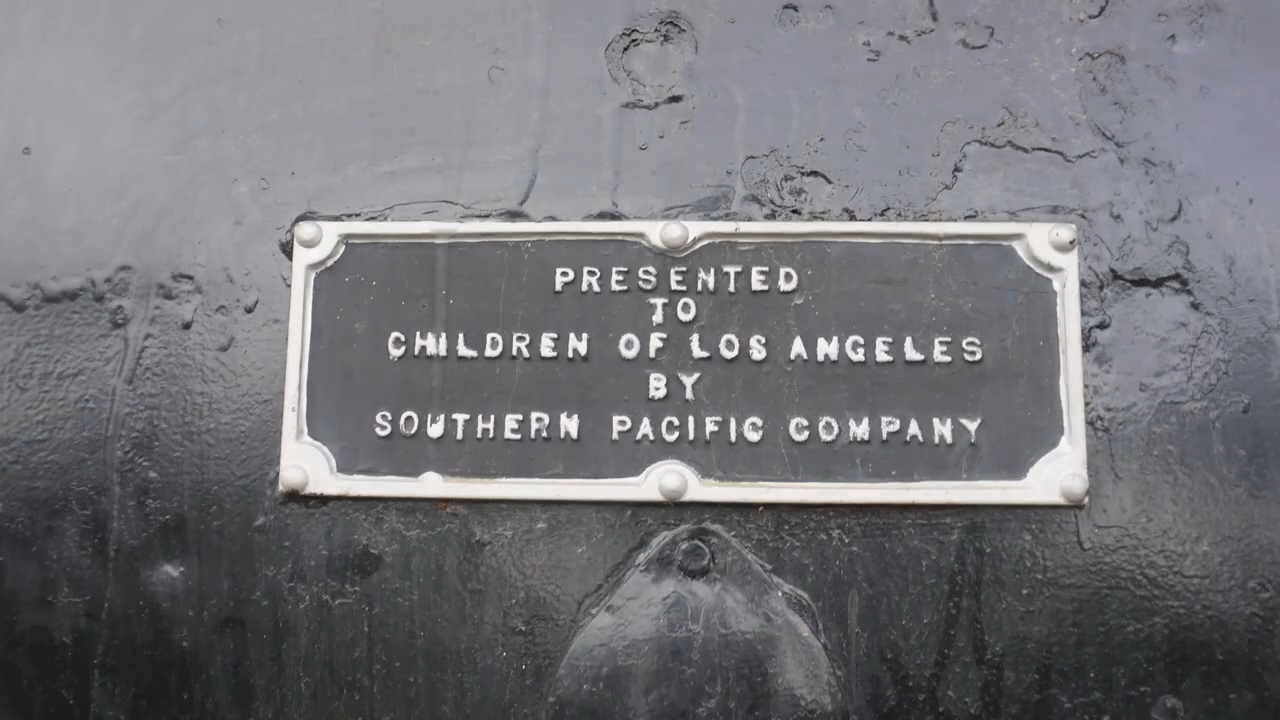 PRESENTED
TO
CHILDREN OF LOS ANGELES
BY
SOUTHERN PACIFIC COMPANY